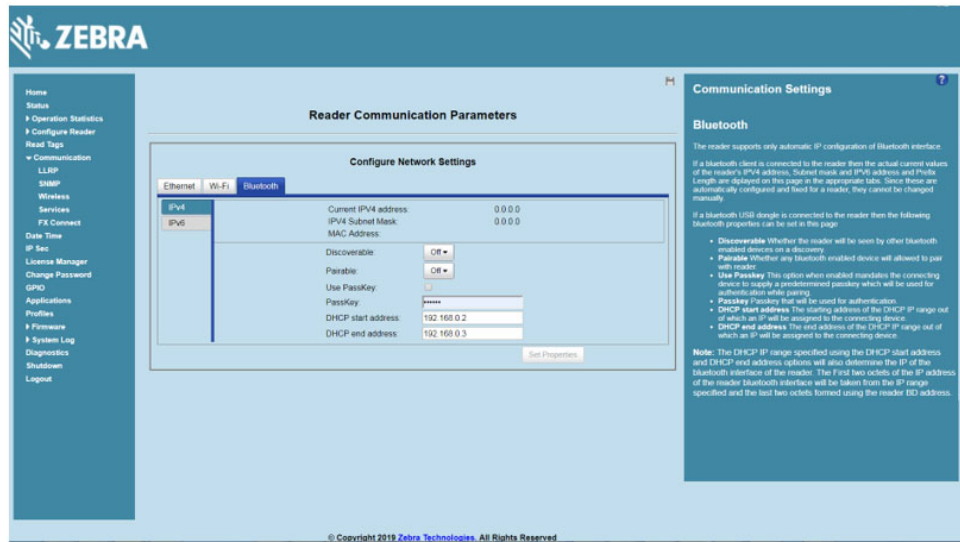 ZEBRA
Home
Status
Operation Statistics
Configure Reader
Read Tags
Communication
LLRP
SNMP
Wireless
Services
FX Connect
Date Time
IP Sec
License Manager
Change Password
GPIO
Applications
Profiles
Firmware
System Log
Diagnostics
Shutdown
Logout
Reader Communication Parameters
Configure Network Settings
Ethernet Wi-Fi Bluetooth
IPv4
IPv6
Current IPV4 address: 0.0.0.0
IPV4 Subnet Mask: 0.0.0.0
MAC Address:
Discoverable: Off
Pairable: Off
Use PassKey:
PassKey: ••••••
DHCP start address: 192.168.0.2
DHCP end address: 192.168.0.3
Set Properties
?
Communication Settings
Bluetooth
The reader supports only automatic IP configuration of Bluetooth interface.
If a bluetooth client is connected to the reader then the actual current values
of the reader's IPV4 address, Subnet mask and IPV6 address and Prefix
Length are diplayed on this page in the appropriate tabs. Since these are
automatically configured and fixed for a reader, they cannot be changed
manually.
If a bluetooth USB dongle is connected to the reader then the following
bluetooth properties can be set in this page
• Discoverable Whether the reader will be seen by other bluetooth
enabled deivces on a discovery.
• Pairable Whether any bluetooth enabled device will allowed to pair
with reader.
• Use Passkey This option when enabled mandates the connecting
device to supply a predetermined passkey which will be used for
authentication while pairing.
• Passkey Passkey that will be used for authentication.
• DHCP start address The starting address of the DHCP IP range out
of which an IP will be assigned to the connecting device.
• DHCP end address The end address of the DHCP IP range out of
which an IP will be assigned to the connecting device.
Note: The DHCP IP range specified using the DHCP start address
and DHCP end address options will also determine the IP of the
bluetooth interface of the reader. The First two octets of the IP address
of the reader bluetooth interface will be taken from the IP range
specified and the last two octets formed using the reader BD address.
© Copyright 2019 Zebra Technologies. All Rights Reserved